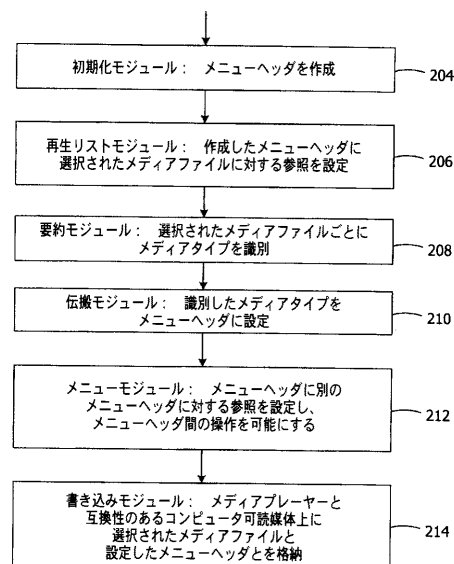 初期化モジュール： メニューヘッダを作成
204
再生リストモジュール： 作成したメニューヘッダに
選択されたメディアファイルに対する参照を設定
206
要約モジュール： 選択されたメディアファイルごとに
メディアタイプを識別
208
伝搬モジュール： 識別したメディアタイプを
メニューヘッダに設定
210
メニューモジュール： メニューヘッダに別の
メニューヘッダに対する参照を設定し、
メニューヘッダ間の操作を可能にする
212
書き込みモジュール： メディアプレーヤーと
互換性のあるコンピュータ可読媒体上に
選択されたメディアファイルと
設定したメニューヘッダとを格納
214